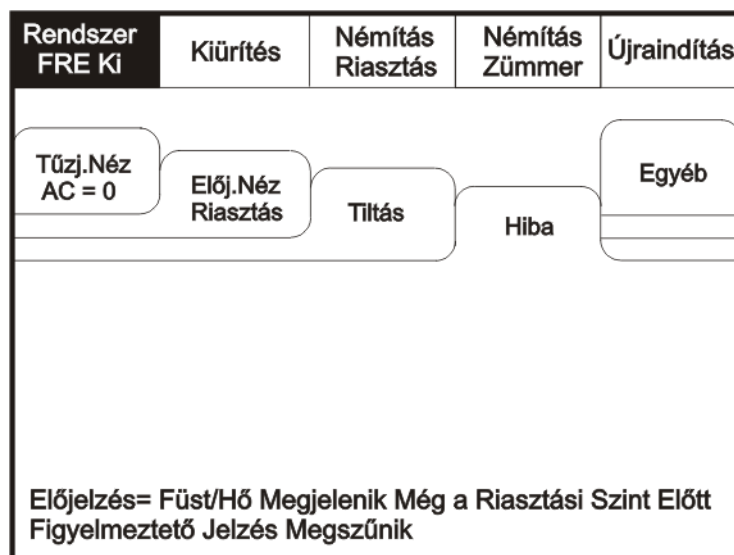 Rendszer
FRE Ki
Kiürítés
Némítás
Riasztás
Némítás
Zümmer
Újraindítás
Tűzj.Néz
AC = 0
Előj.Néz
Riasztás
Tiltás
Hiba
Egyéb
Előjelzés= Füst/Hő Megjelenik Még a Riasztási Szint Előtt
Figyelmeztető Jelzés Megszűnik